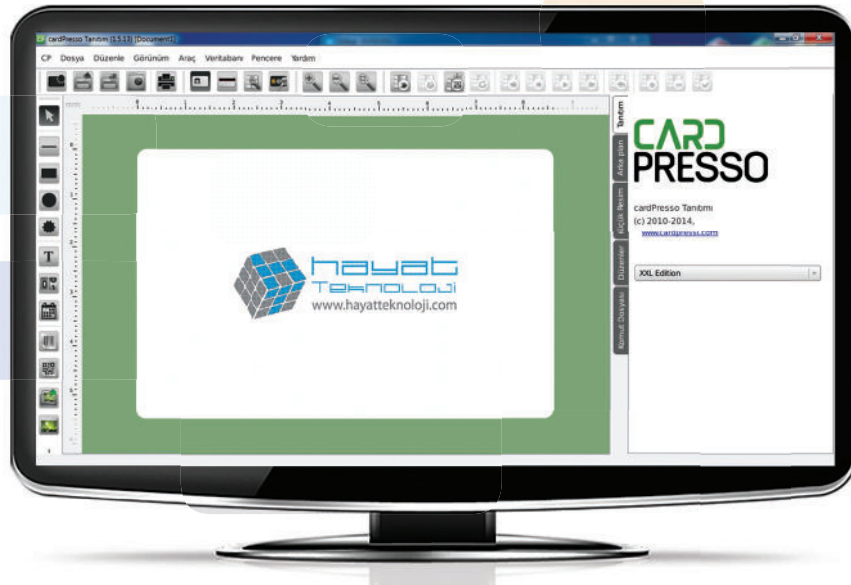 cardPresso Tanıtım (1.5.13) [Document1]
CP Dosya Düzenle Görünüm Araç Veritabanı Pencere Yardım
mm
Tanıtım
Arka plan
Küçük Resim
Düzenler
Komut Dosyası
CARD
PRESSO
cardPresso Tanıtımı
(c) 2010-2014,
www.cardpresso.com
XXL Edition
hayat
TEKNOLOJİ
www.hayatteknoloji.com
T